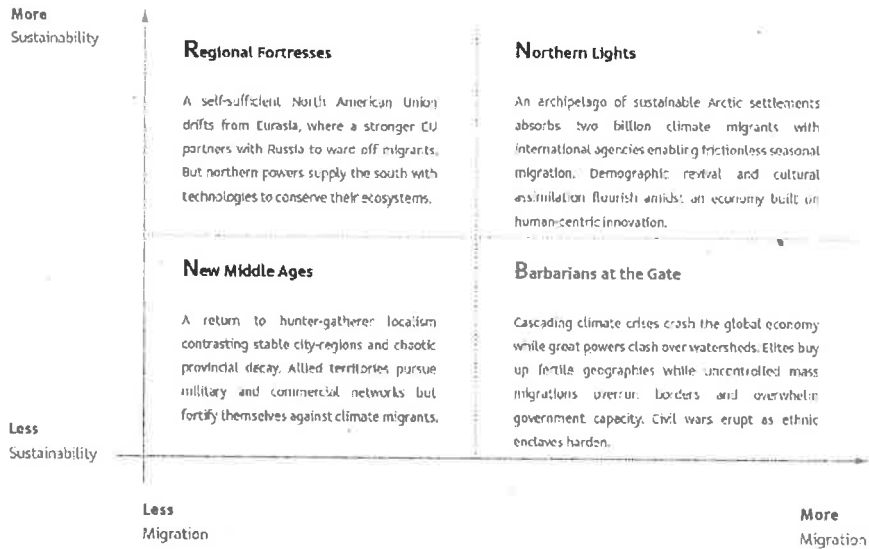 More
Sustainability
Regional Fortresses
A self-sufficient North American Union
drifts from Eurasia, where a stronger EU
partners with Russia to ward off migrants.
But northern powers supply the south with
technologies to conserve their ecosystems.
Northern Lights
An archipelago of sustainable Arctic settlements
absorbs two billion climate migrants with
international agencies enabling frictionless seasonal
migration. Demographic revival and cultural
assimilation flourish amidst an economy built on
human-centric innovation.
New Middle Ages
A return to hunter-gatherer localism
contrasting stable city-regions and chaotic
provincial decay. Allied territories pursue
military and commercial networks but
fortify themselves against climate migrants.
Barbarians at the Gate
Cascading climate crises crash the global economy
while great powers clash over watersheds. Elites buy
up fertile geographies while uncontrolled mass
migrations overrun borders and overwhelm
government capacity. Civil wars erupt as ethnic
enclaves harden.
Less
Sustainability
Less
Migration
More
Migration